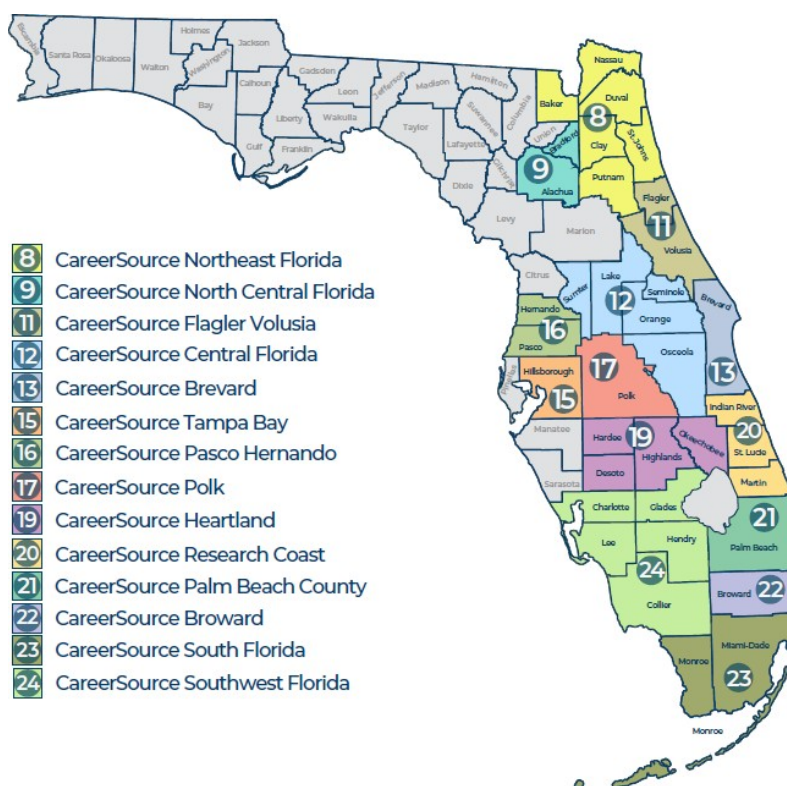 Escambia
Santa Rosa
Okaloosa
Walton
Holmes
Washington
Jackson
Bay
Calhoun
Gulf
Gadsden
Liberty
Franklin
Leon
Wakulla
Jefferson
Madison
Taylor
Hamilton
Suwannee
Lafayette
Dixie
Columbia
Gilchrist
Levy
Baker
Union
Bradford
9
Alachua
Nassau
Duval
8
Clay
St. Johns
Putnam
Flagler
11
Volusia
Marion
Citrus
Sumter
Lake
12
Seminole
Orange
Osceola
Brevard
13
Hernando
16
Pasco
Pinellas
Hillsborough
15
17
Polk
Indian River
20
St. Lucie
Martin
Manatee
Sarasota
Hardee
19
Desoto
Highlands
Okeechobee
Charlotte
Glades
Lee
Hendry
24
Collier
21
Palm Beach
Broward
22
Monroe
Miami-Dade
23
Monroe
8 CareerSource Northeast Florida
9 CareerSource North Central Florida
11 CareerSource Flagler Volusia
12 CareerSource Central Florida
13 CareerSource Brevard
15 CareerSource Tampa Bay
16 CareerSource Pasco Hernando
17 CareerSource Polk
19 CareerSource Heartland
20 CareerSource Research Coast
21 CareerSource Palm Beach County
22 CareerSource Broward
23 CareerSource South Florida
24 CareerSource Southwest Florida